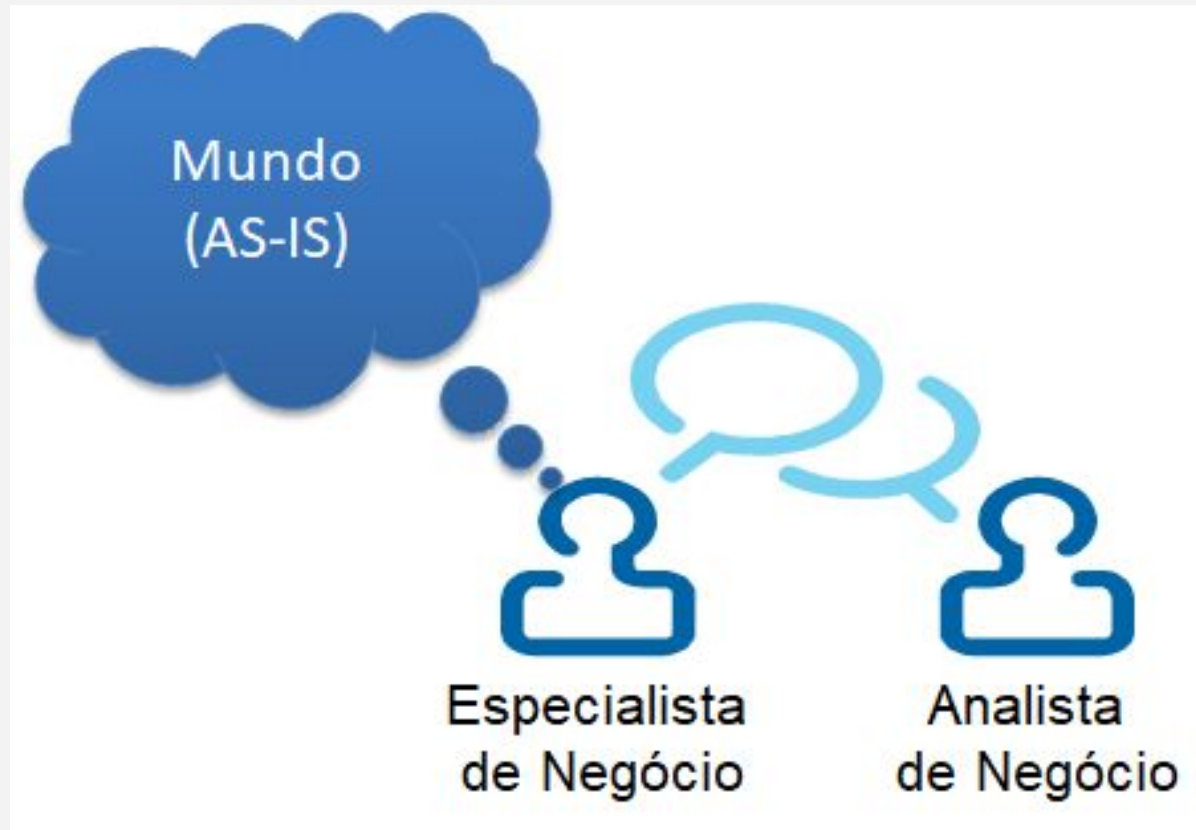 Mundo
(AS-IS)
Especialista
de Negócio
Analista
de Negócio